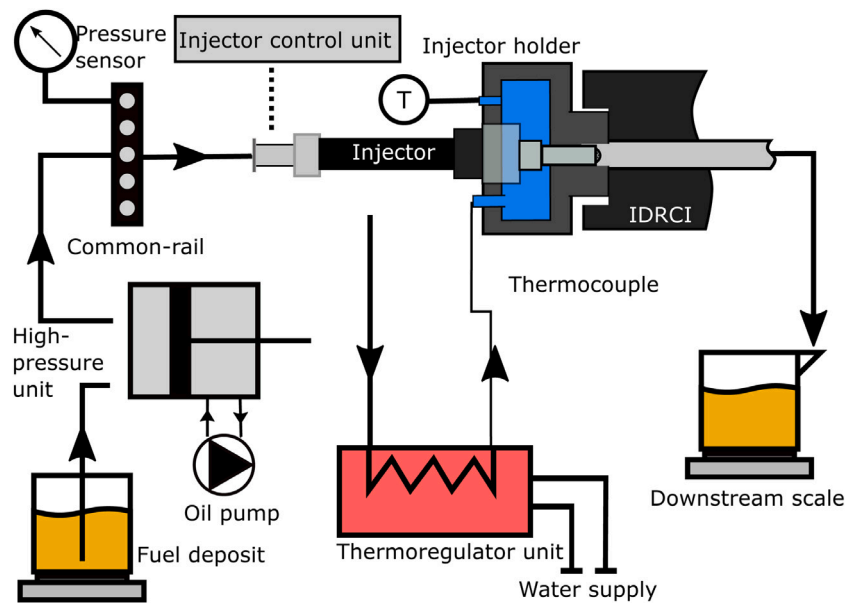 Pressure
sensor
Injector control unit
Injector holder
T
Injector
IDRCI
Common-rail
Thermocouple
High-
pressure
unit
Oil pump
Fuel deposit
Thermoregulator unit
Water supply
Downstream scale